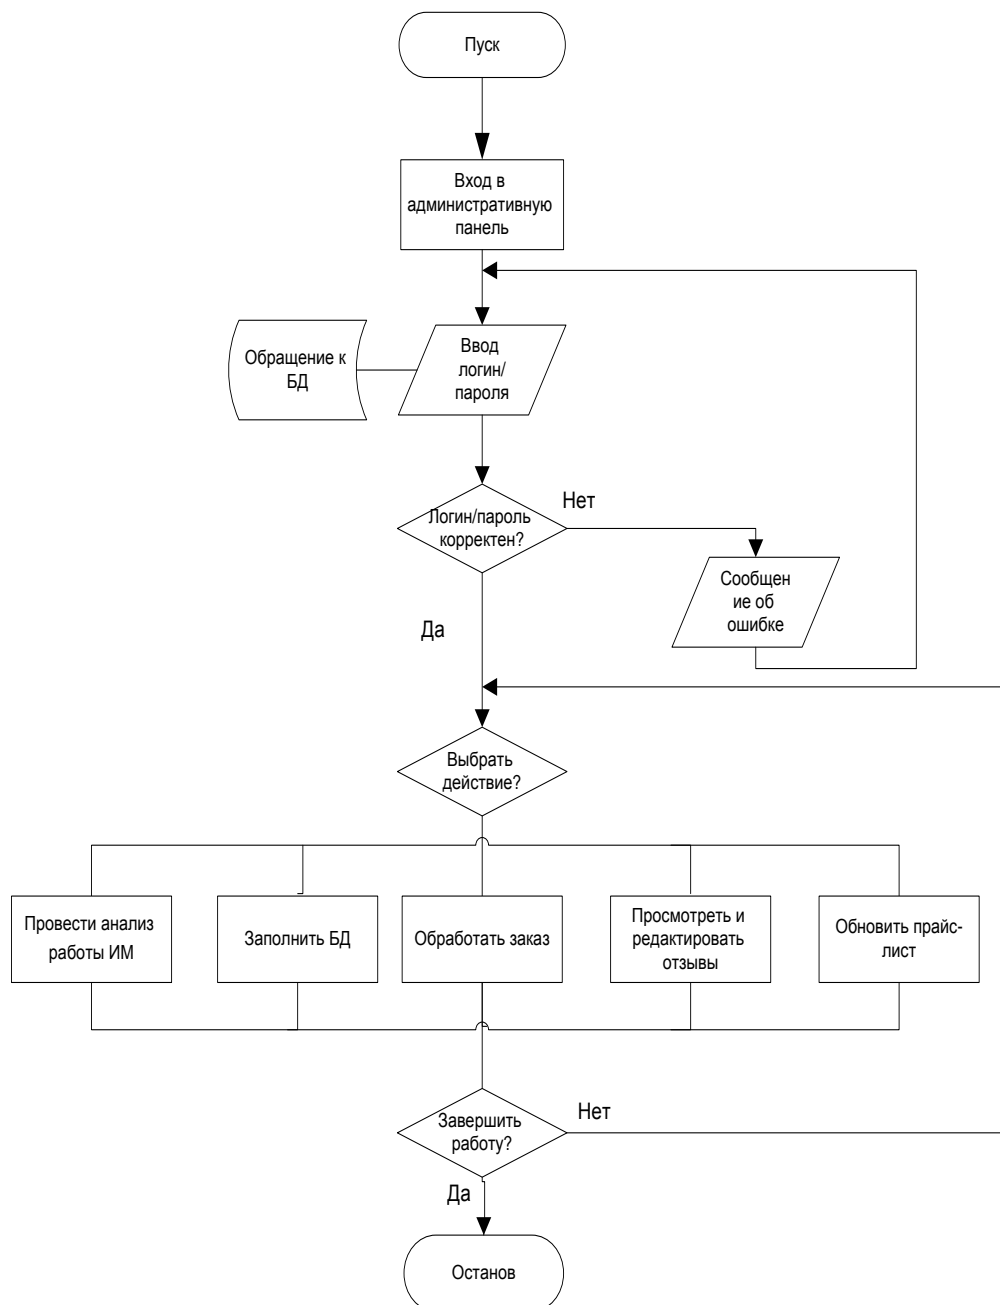 Пуск
Вход в
административную
панель
Обращение к
БД
Ввод
логин/
пароля
Логин/пароль
корректен?
Нет
Сообщен
ие об
ошибке
Да
Выбрать
действие?
Провести анализ
работы ИМ
Заполнить БД
Обработать заказ
Просмотреть и
редактировать
отзывы
Обновить прайс-
лист
Завершить
работу?
Нет
Да
Останов